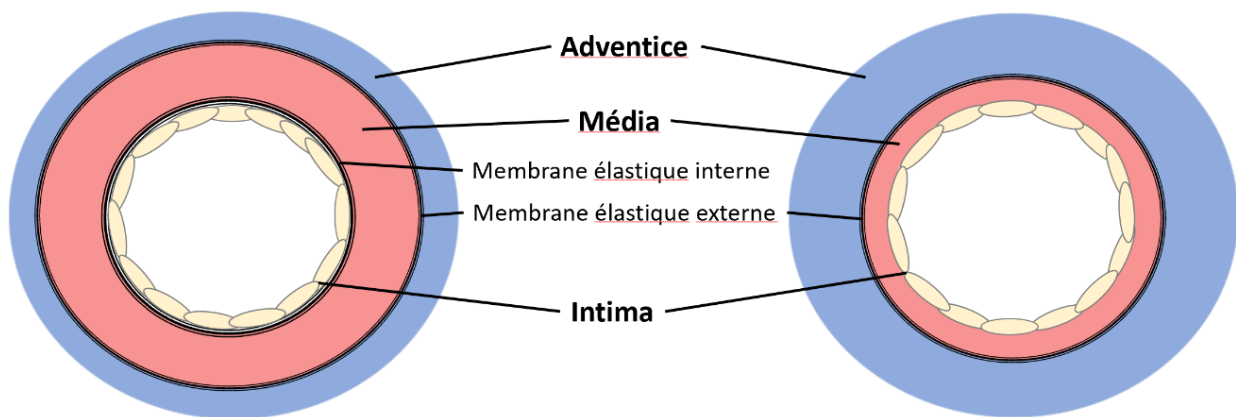 Adventice
Média
Membrane élastique interne
Membrane élastique externe
Intima